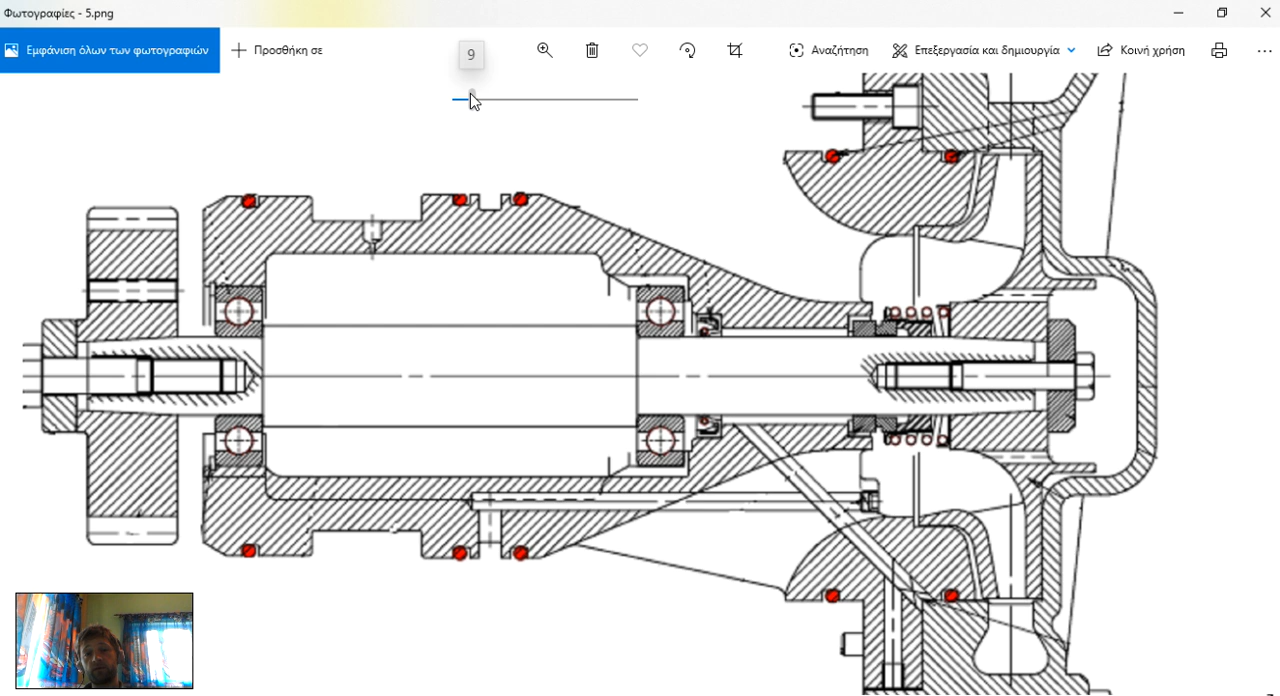 Φωτογραφίες - 5.png
Εμφάνιση όλων των φωτογραφιών
Προσθήκη σε
9
Αναζήτηση
Επεξεργασία και δημιουργία
Κοινή χρήση